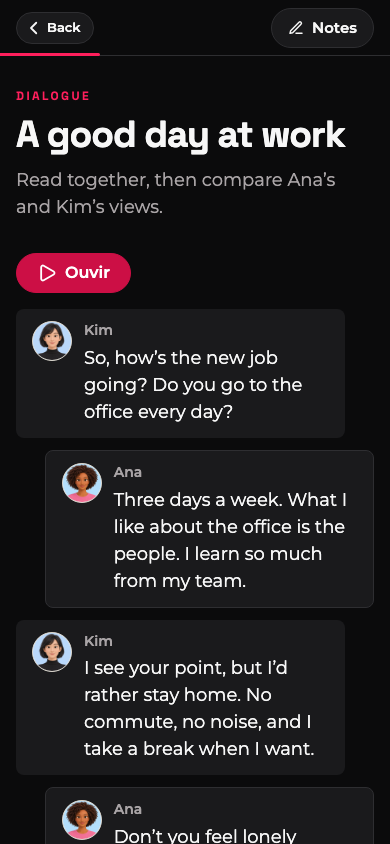 Back
Notes
DIALOGUE
A good day at work
Read together, then compare Ana’s
and Kim’s views.
Ouvir
Kim
So, how’s the new job
going? Do you go to the
office every day?
Ana
Three days a week. What I
like about the office is the
people. I learn so much
from my team.
Kim
I see your point, but I’d
rather stay home. No
commute, no noise, and I
take a break when I want.
Ana
Don’t you feel lonely